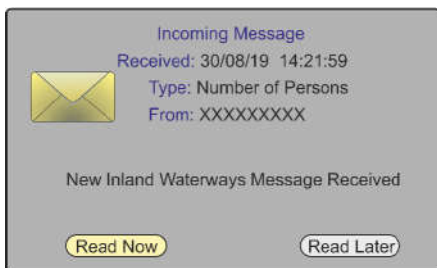 Incoming Message
Received: 30/08/19 14:21:59
Type: Number of Persons
From: XXXXXXXXX
New Inland Waterways Message Received
Read Now
Read Later